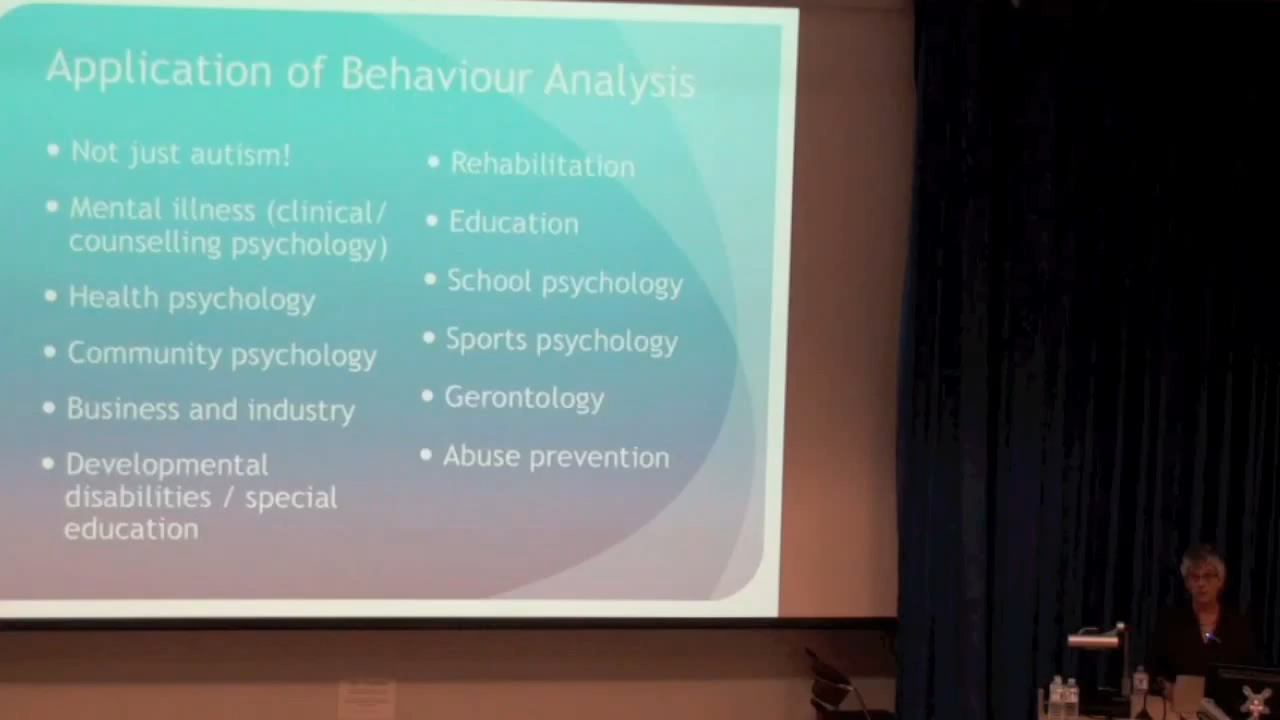 Application of Behaviour Analysis
• Not just autism!
• Mental illness (clinical/
counselling psychology)
• Health psychology
• Community psychology
• Business and industry
• Developmental
disabilities / special
education
• Rehabilitation
• Education
• School psychology
• Sports psychology
• Gerontology
• Abuse prevention